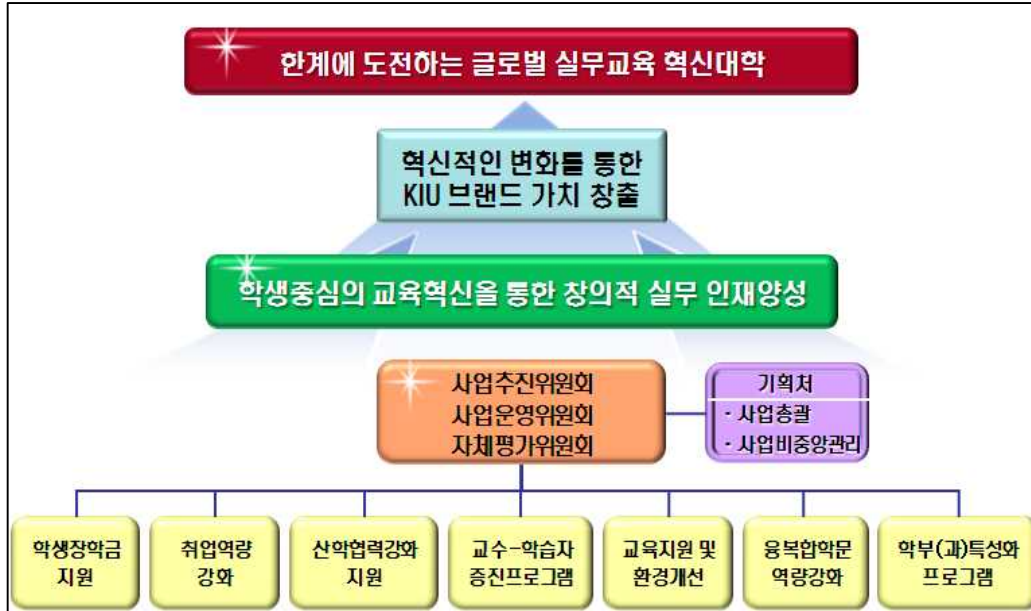 한계에 도전하는 글로벌 실무교육 혁신대학
혁신적인 변화를 통한
KIU 브랜드 가치 창출
학생중심의 교육혁신을 통한 창의적 실무 인재양성
사업추진위원회
사업운영위원회
자체평가위원회
기획처
· 사업총괄
· 사업비중앙관리
학생장학금
지원
취업역량
강화
산학협력강화
지원
교수-학습자
증진프로그램
교육지원 및
환경개선
융복합학문
역량강화
학부(과)특성화
프로그램